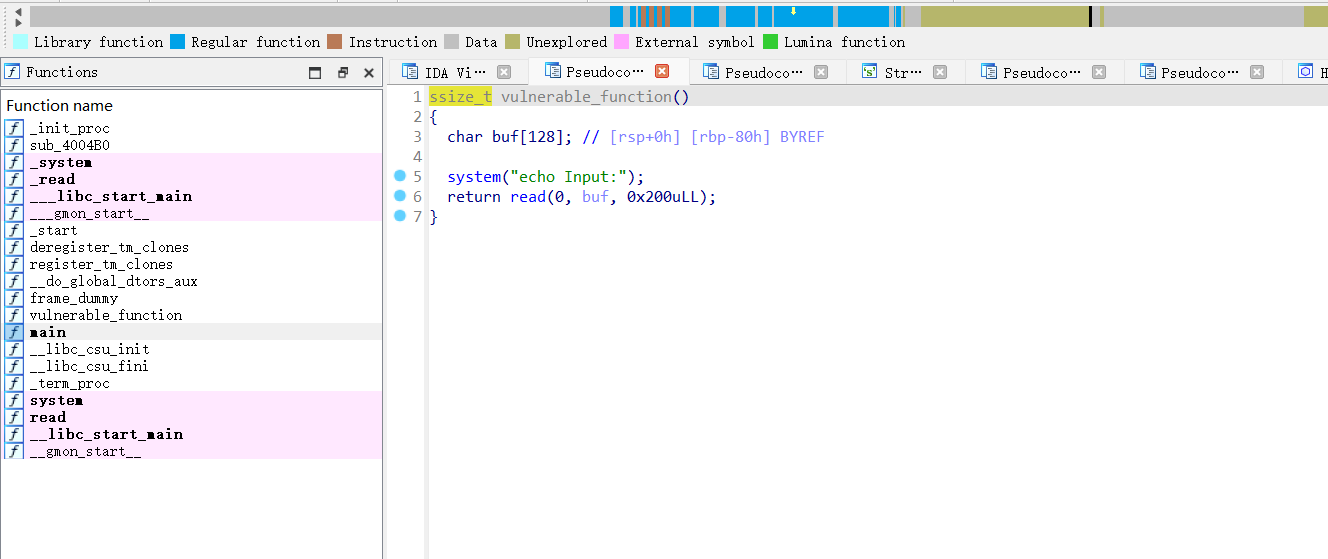 Library function Regular function Instruction Data Unexplored External symbol Lumina function
Functions
IDA Vi··· Pseudoco··· Pseudoco··· Str··· Pseudoco··· Pseudoco··· H
Function name
_init_proc
sub_4004B0
_system
_read
___libc_start_main
___gmon_start__
_start
deregister_tm_clones
register_tm_clones
__do_global_dtors_aux
frame_dummy
vulnerable_function
main
__libc_csu_init
__libc_csu_fini
_term_proc
system
read
__libc_start_main
__gmon_start__
1 ssize_t vulnerable_function()
2 {
3 char buf[128]; // [rsp+0h] [rbp-80h] BYREF
4
5 system("echo Input:");
6 return read(0, buf, 0x200uLL);
7 }